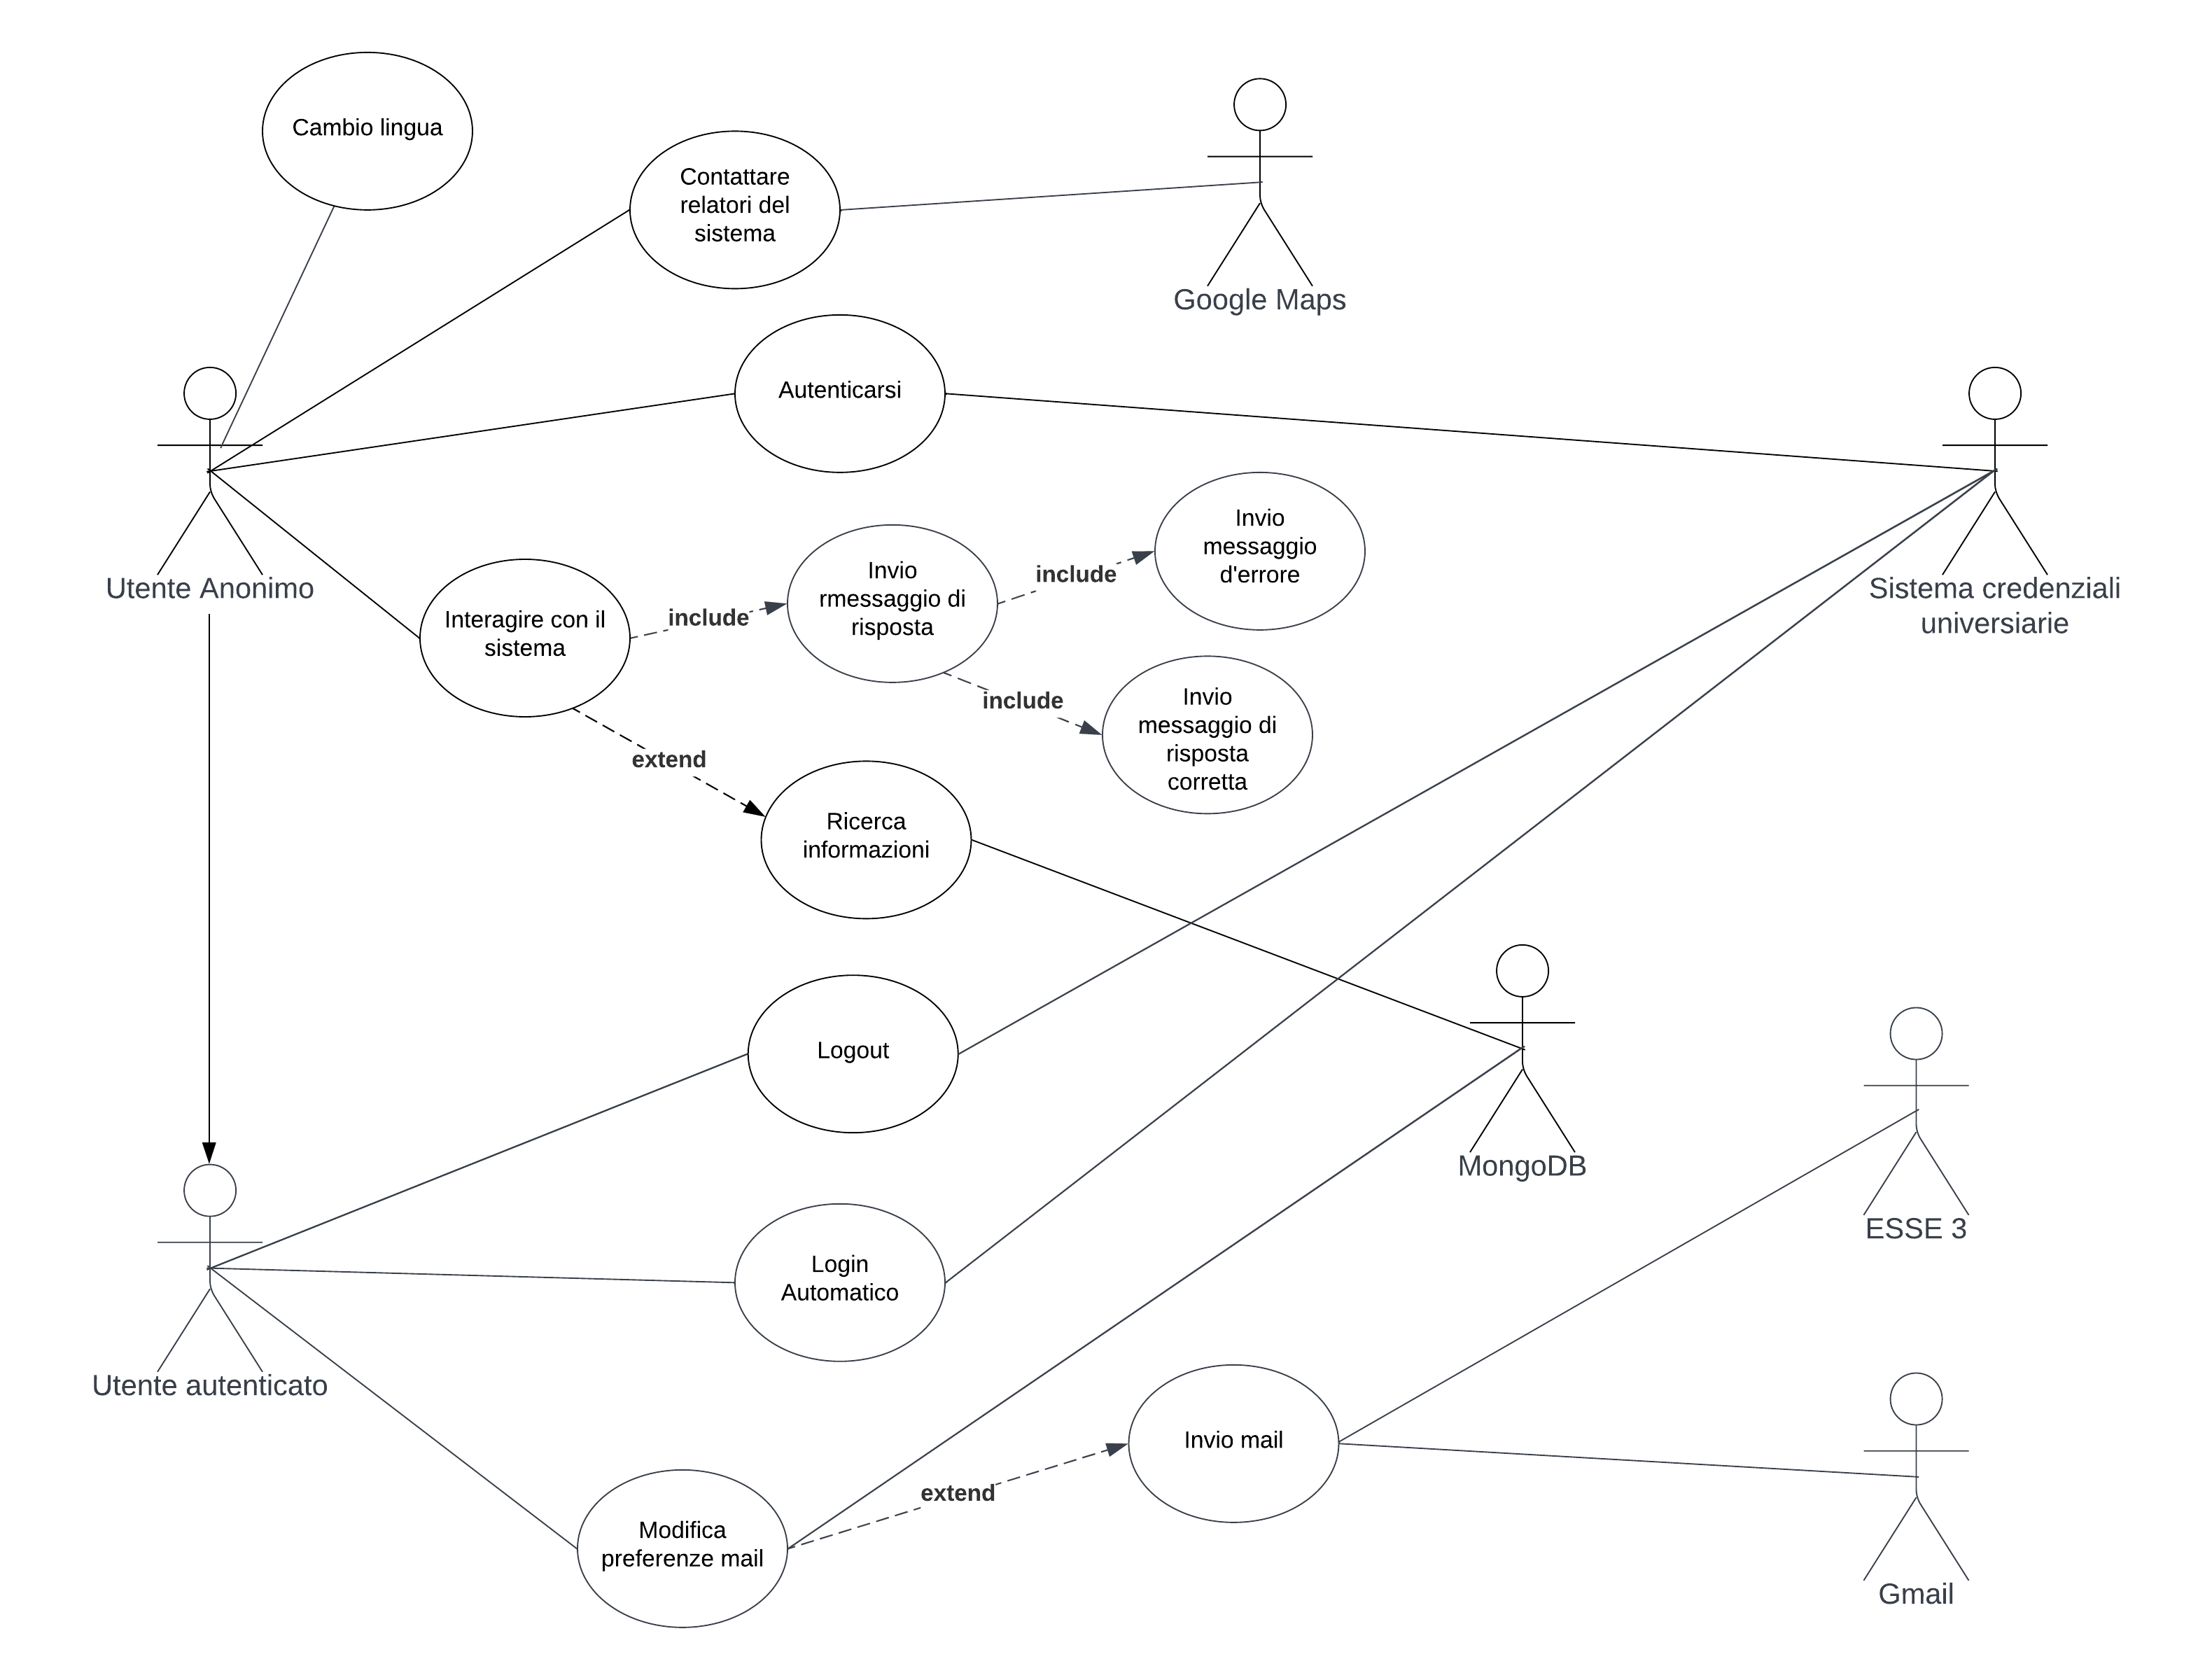 Cambio lingua
Contattare
relatori del
sistema
Google Maps
Autenticarsi
Utente Anonimo
Sistema credenziali
universiarie
Interagire con il
sistema
include
Invio
rmessaggio di
risposta
include
Invio
messaggio
d'errore
include
Invio
messaggio di
risposta
corretta
extend
Ricerca
informazioni
Logout
MongoDB
ESSE 3
Login
Automatico
Utente autenticato
Invio mail
extend
Modifica
preferenze mail
Gmail